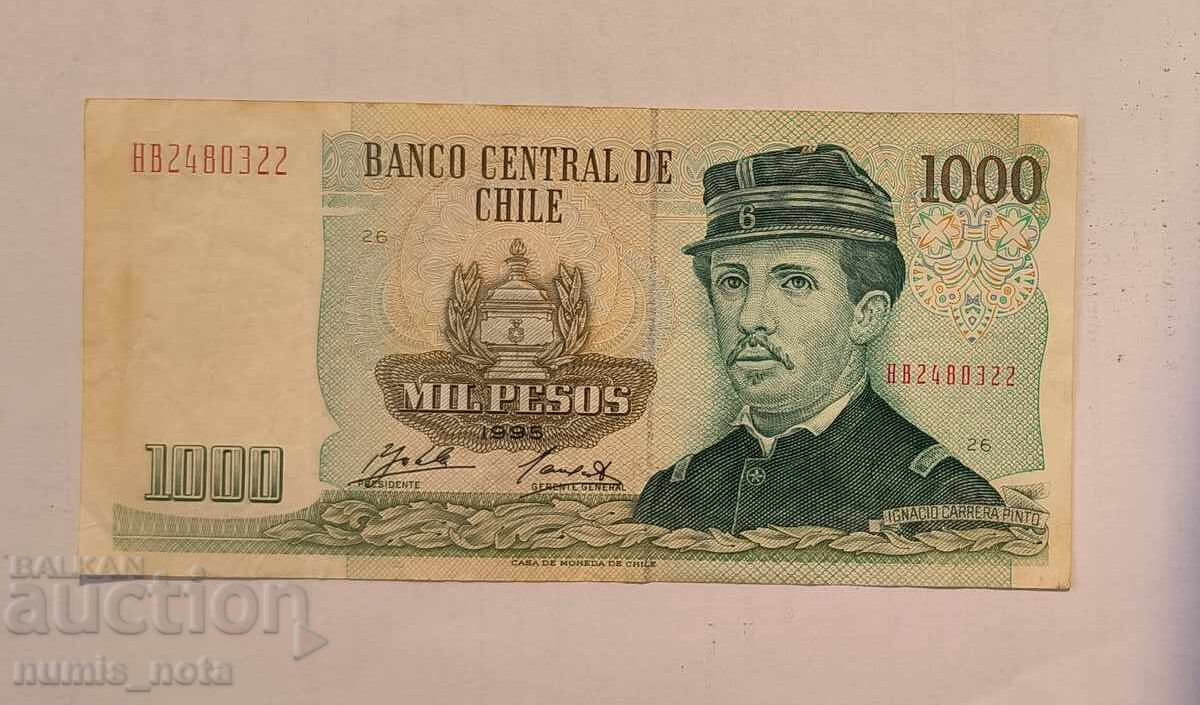 HB2480322
BANCO CENTRAL DE
CHILE
1000
26
6
MIL PESOS
1995
HB2480322
26
1000
PRESIDENTE
GERENTE GENERAL
IGNACIO CARRERA PINTO
CASA DE MONEDA DE CHILE
BALKAN
auction
numis_nota